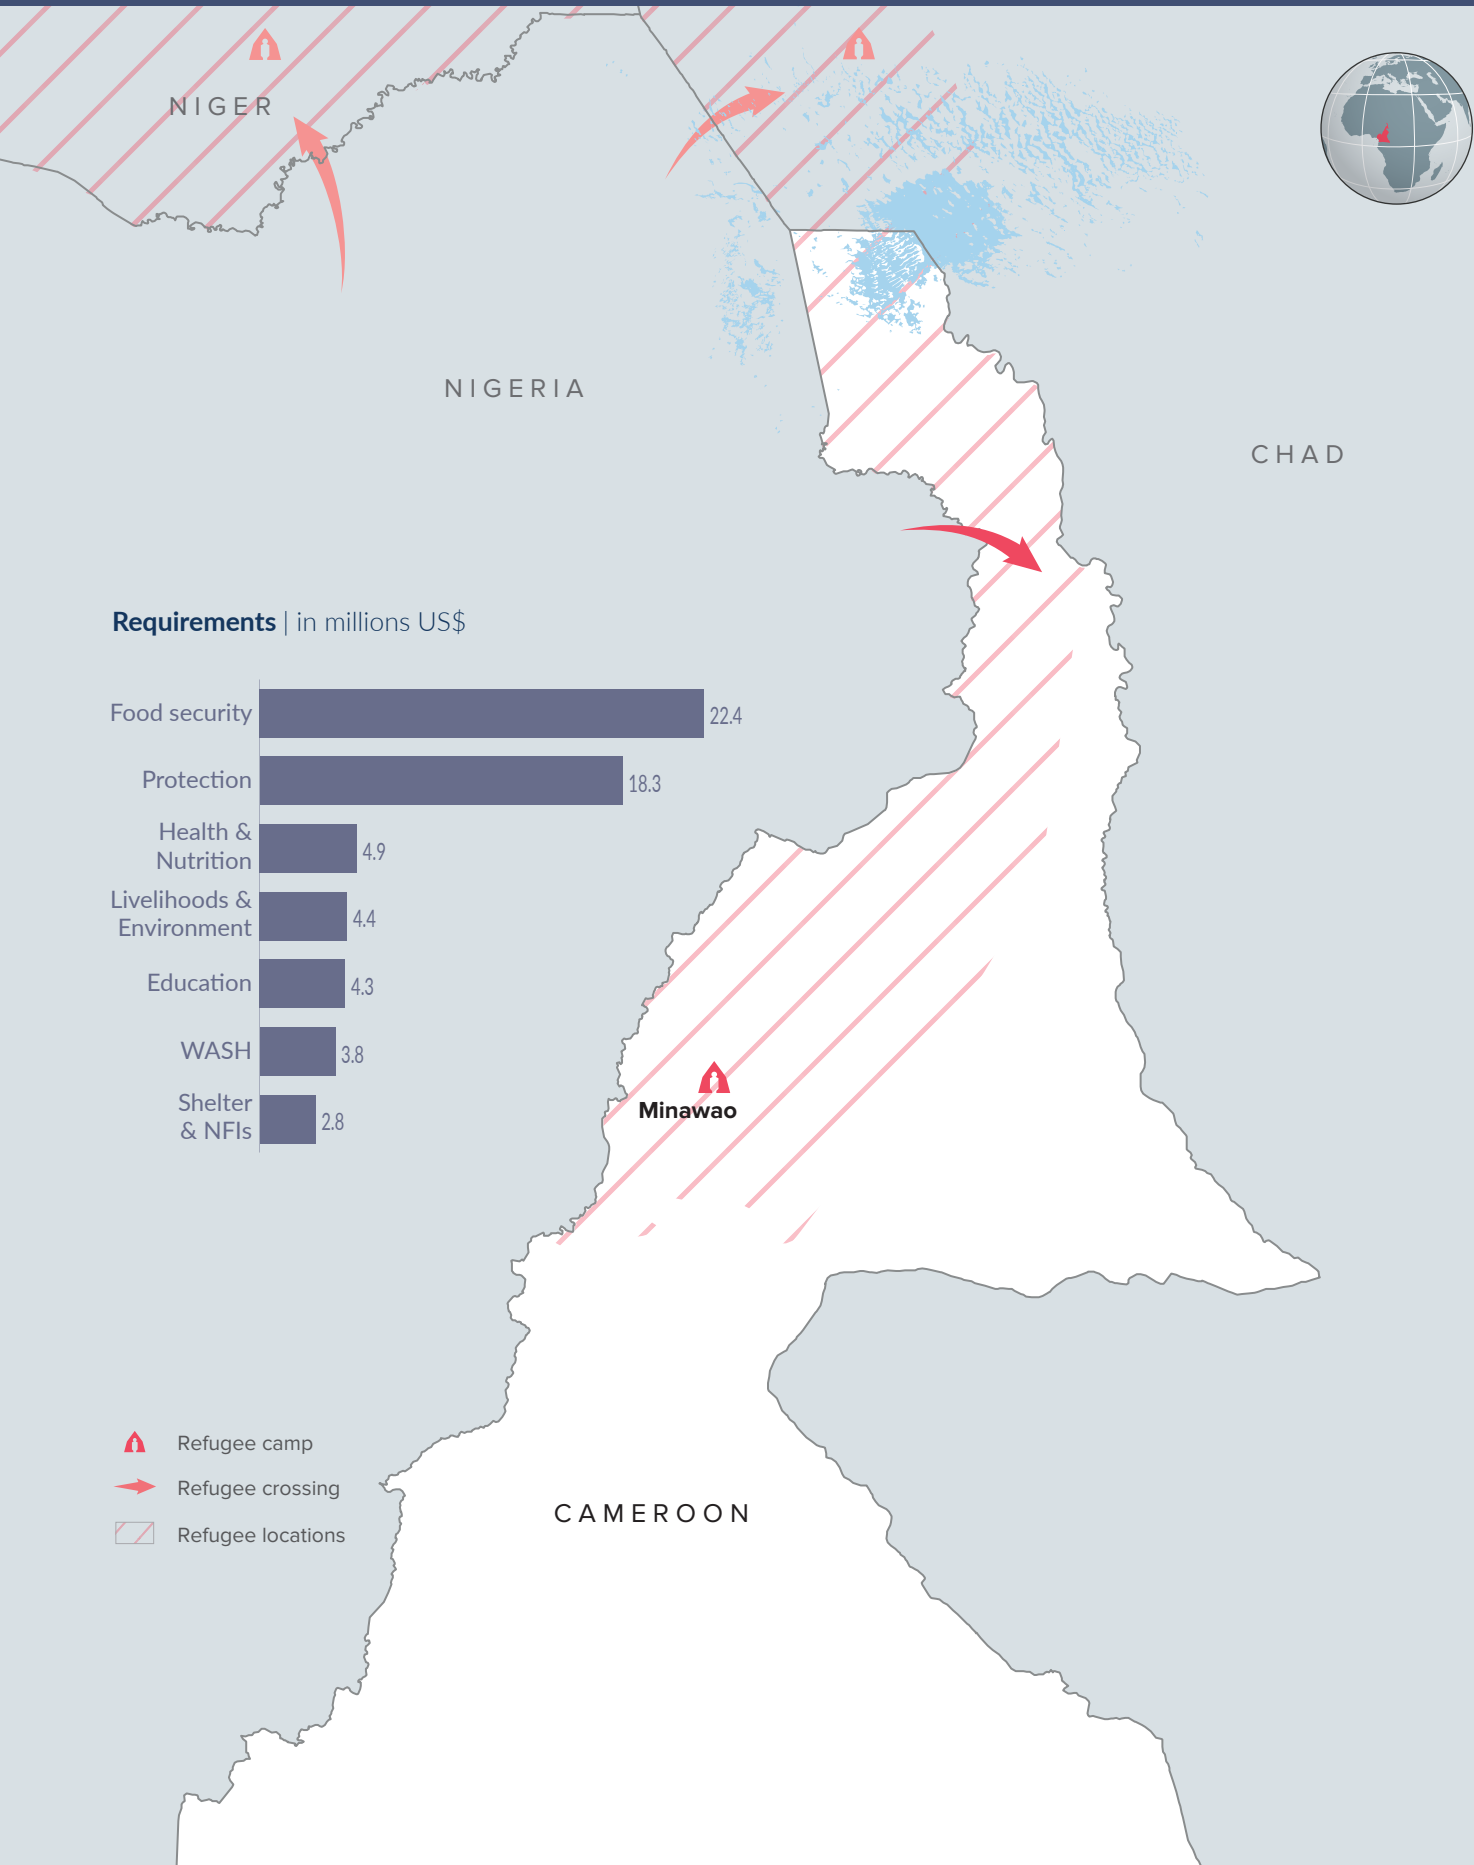 NIGER
NIGERIA
CHAD
Requirements | in millions US$
Food security 22.4
Protection 18.3
Health &
Nutrition 4.9
Livelihoods &
Environment 4.4
Education 4.3
WASH 3.8
Shelter
& NFIs 2.8
Minawao
Refugee camp
Refugee crossing
Refugee locations
CAMEROON